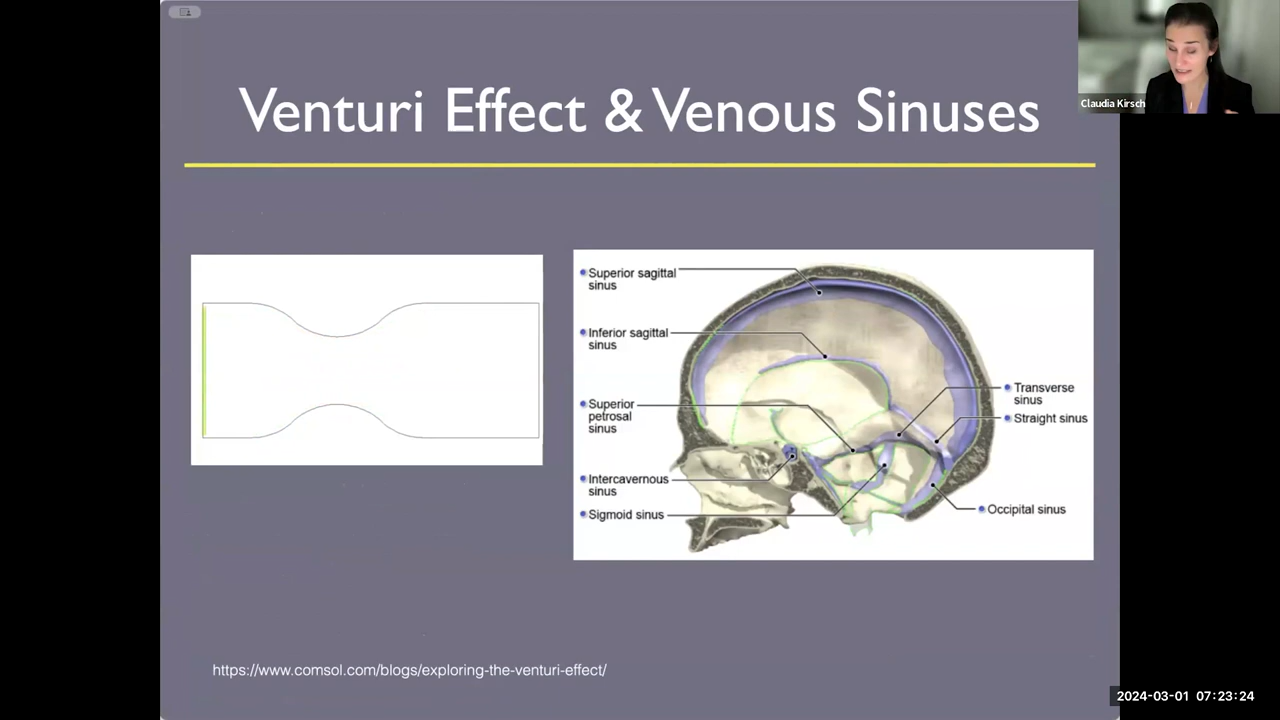 Venturi Effect & Venous Sinuses
Claudia Kirsch
Superior sagittal
sinus
Inferior sagittal
sinus
Superior
petrosal
sinus
Intercavernous
sinus
Sigmoid sinus
Transverse
sinus
Straight sinus
Occipital sinus
https://www.comsol.com/blogs/exploring-the-venturi-effect/
2024-03-01 07:23:24